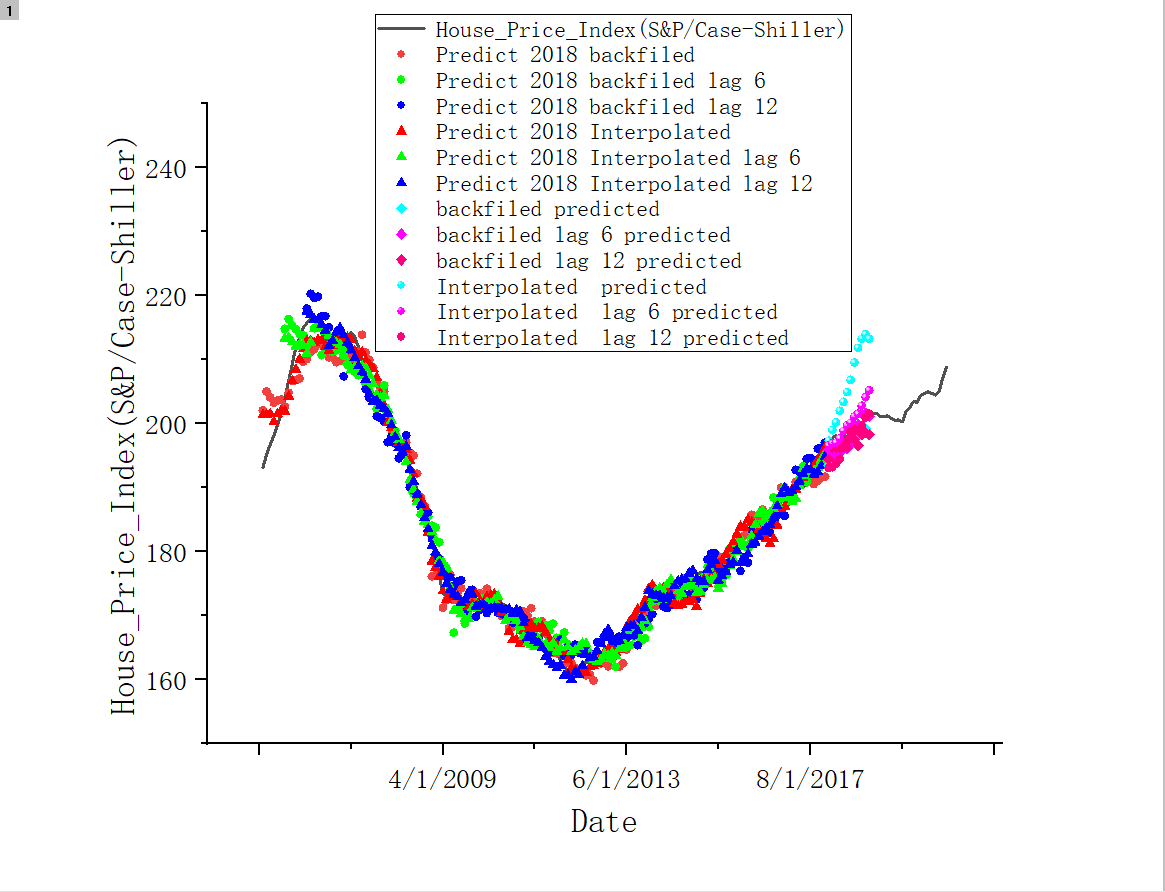 1
House_Price_Index(S&P/Case-Shiller)
Predict 2018 backfiled
Predict 2018 backfiled lag 6
Predict 2018 backfiled lag 12
Predict 2018 Interpolated
Predict 2018 Interpolated lag 6
Predict 2018 Interpolated lag 12
backfiled predicted
backfiled lag 6 predicted
backfiled lag 12 predicted
Interpolated  predicted
Interpolated  lag 6 predicted
Interpolated  lag 12 predicted
House_Price_Index(S&P/Case-Shiller)
240
220
200
180
160
4/1/2009 6/1/2013 8/1/2017
Date